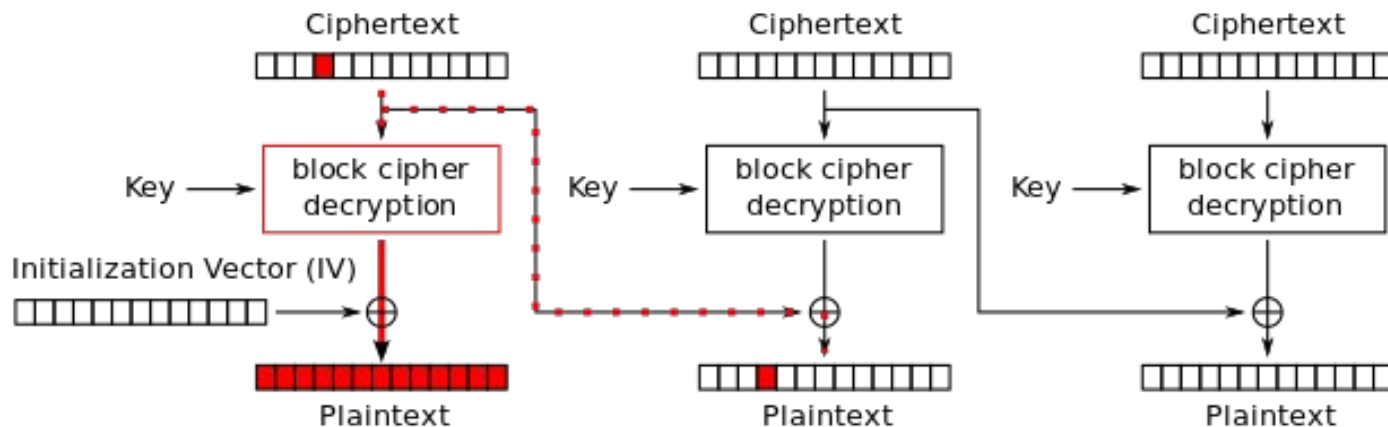 Ciphertext
Ciphertext
Ciphertext
block cipher
decryption
block cipher
decryption
block cipher
decryption
Key
Key
Key
Initialization Vector (IV)
Plaintext
Plaintext
Plaintext